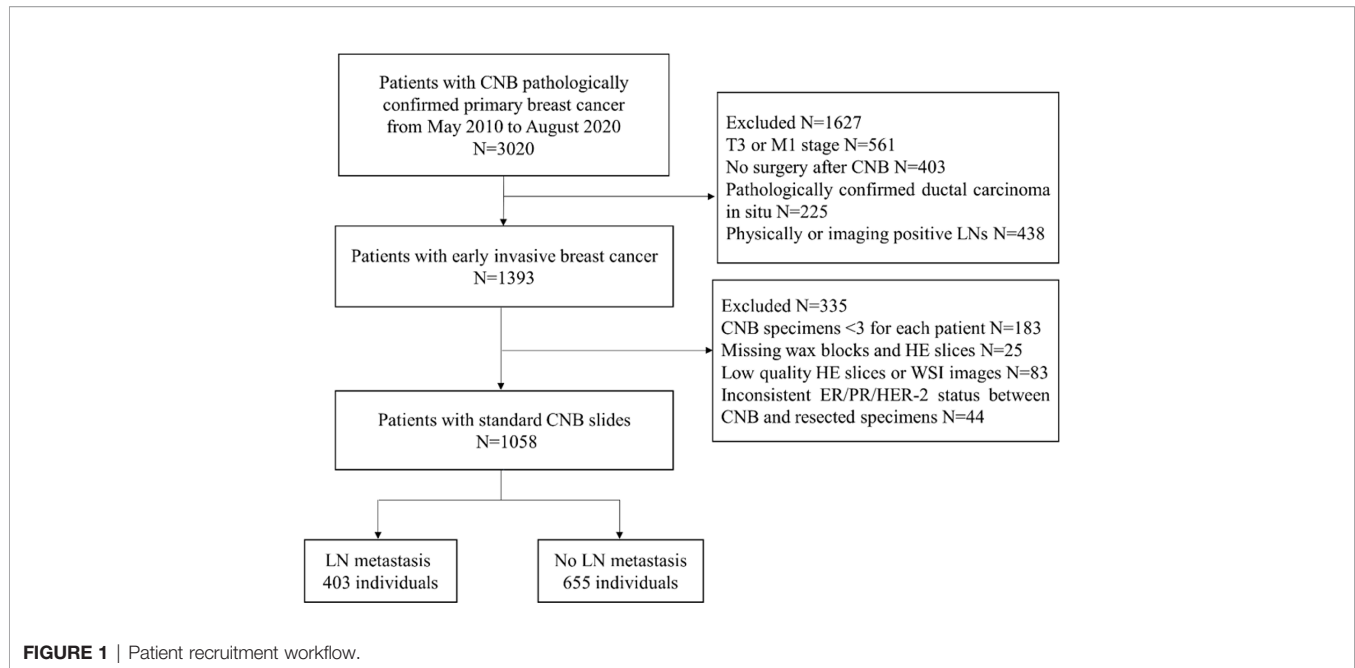 Patients with CNB pathologically
confirmed primary breast cancer
from May 2010 to August 2020
N=3020
Excluded N=1627
T3 or M1 stage N=561
No surgery after CNB N=403
Pathologically confirmed ductal carcinoma
in situ N=225
Physically or imaging positive LNs N=438
Patients with early invasive breast cancer
N=1393
Excluded N=335
CNB specimens <3 for each patient N=183
Missing wax blocks and HE slices N=25
Low quality HE slices or WSI images N=83
Inconsistent ER/PR/HER-2 status between
CNB and resected specimens N=44
Patients with standard CNB slides
N=1058
LN metastasis
403 individuals
No LN metastasis
655 individuals
FIGURE 1 | Patient recruitment workflow.